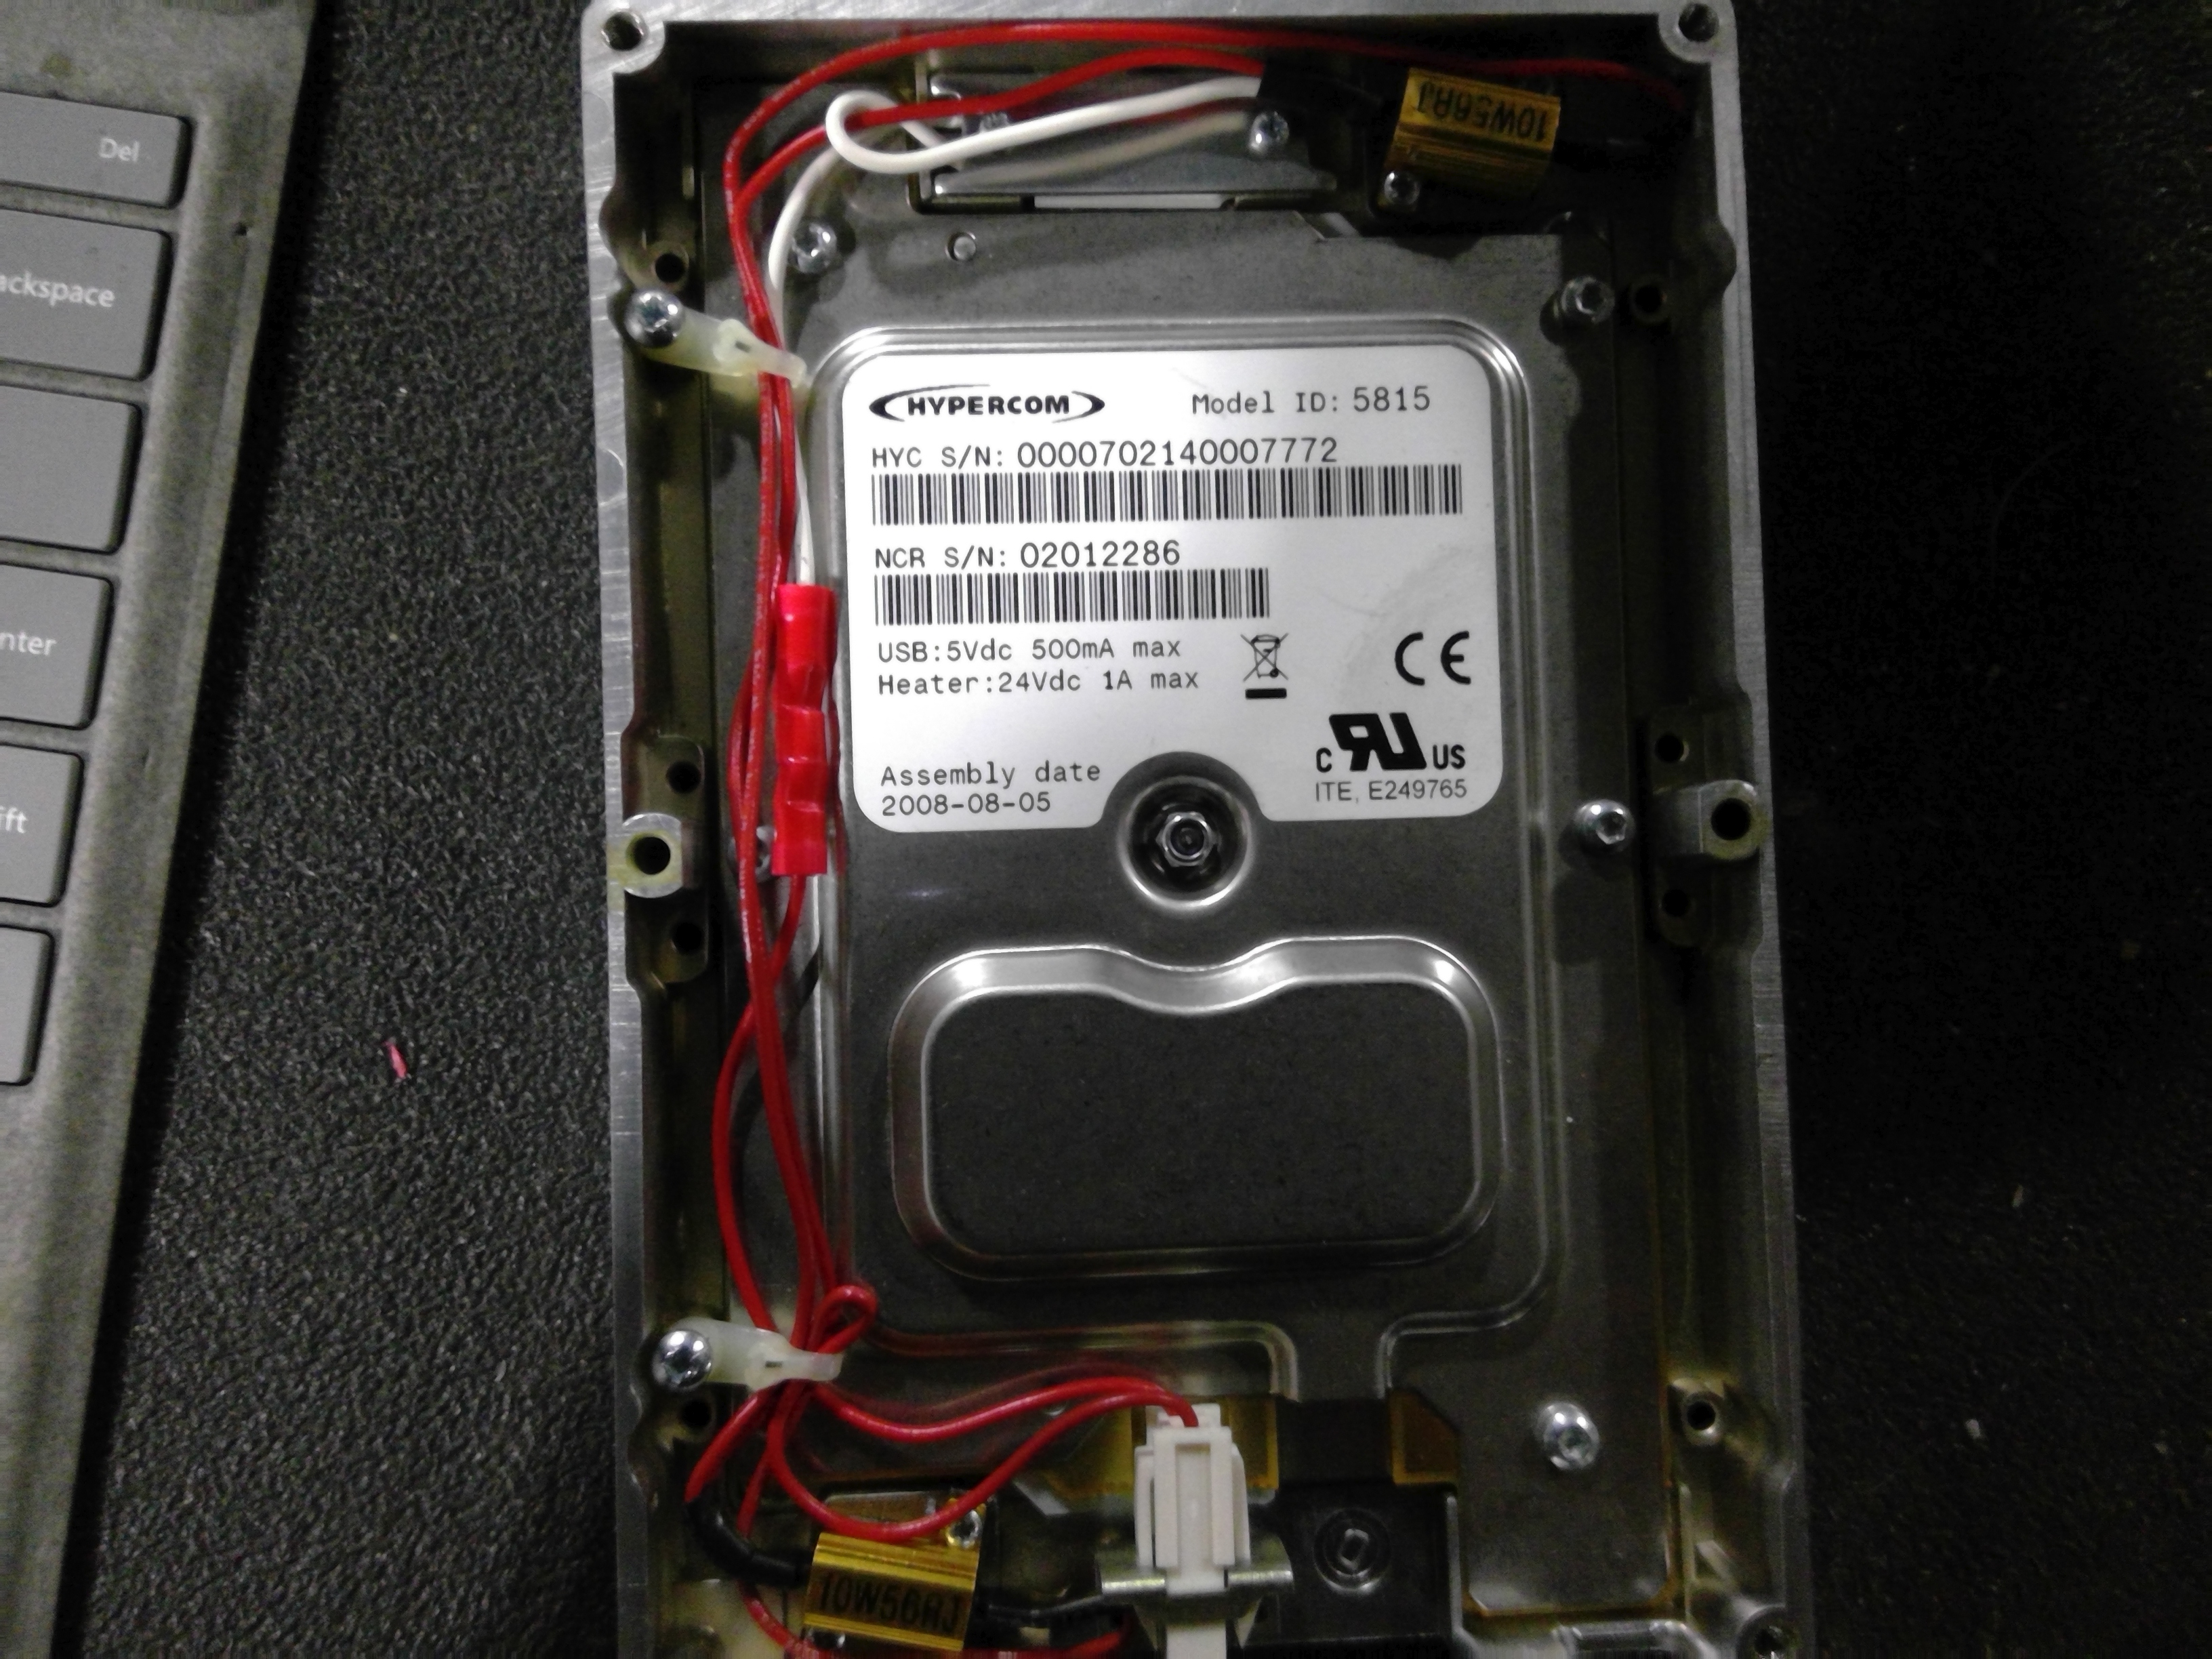 Del
ackspace
nter
ift
10W56RJ
HYPERCOM Model ID: 5815
HYC S/N: 0000702140007772
NCR S/N: 02012286
USB:5Vdc 500mA max
Heater:24Vdc 1A max
CE
Assembly date
2008-08-05
c RU US
ITE, E249765
10W56RJ